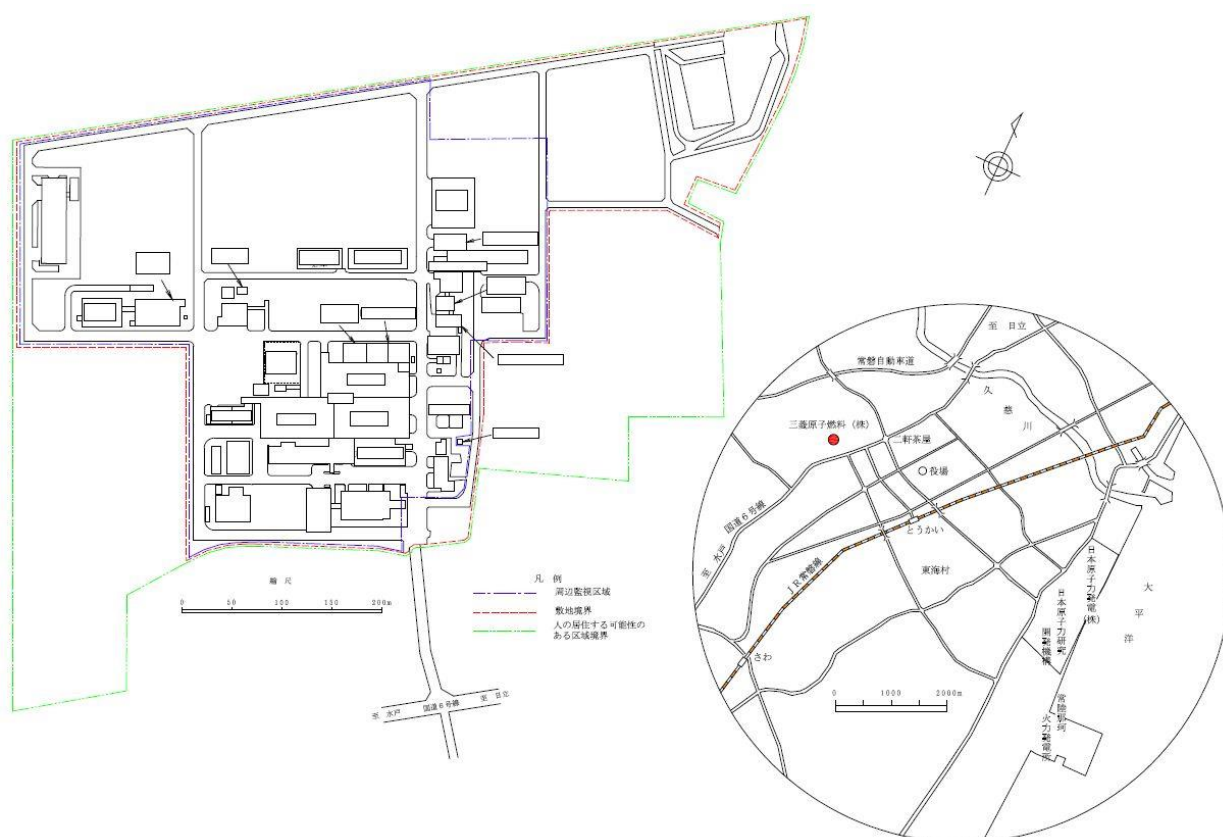 縮尺
0 50 100 150 200m
凡例
周辺監視区域
敷地境界
人の居住する可能性の
ある区域境界
至 水戸 国道6号線 至 日立
至 日立
常磐自動車道
久慈川
三菱原子燃料(株)
二軒茶屋
役場
至 水戸 国道6号線
とうかい
JR常磐線
東海村
さわ
0 1000 2000m
日本原子力発電(株)
太平洋
日本原子力研究
開発機構
常陸那珂
火力発電所